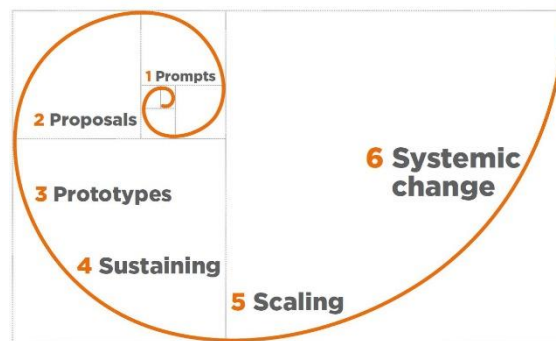 1 Prompts
2 Proposals
3 Prototypes
4 Sustaining
5 Scaling
6 Systemic
change